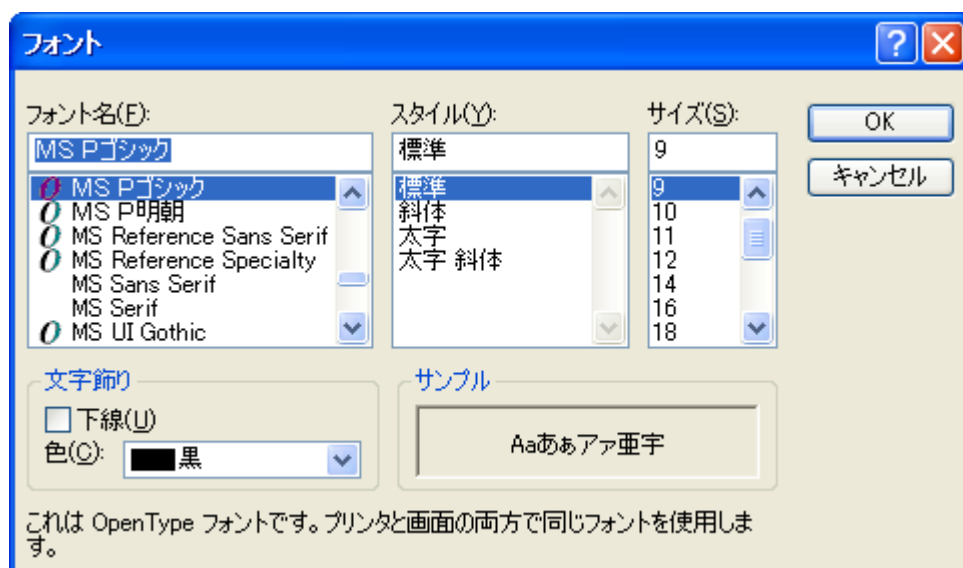 フォント
フォント名(F):
MS Pゴシック
MS Pゴシック
MS P明朝
MS Reference Sans Serif
MS Reference Specialty
MS Sans Serif
MS Serif
MS UI Gothic
スタイル(Y):
標準
標準
斜体
太字
太字 斜体
サイズ(S):
9
9
10
11
12
14
16
18
OK
キャンセル
文字飾り
下線(U)
色(C):
黒
サンプル
Aaあぁアァ亜宇
これは OpenType フォントです。プリンタと画面の両方で同じフォントを使用しま
す。